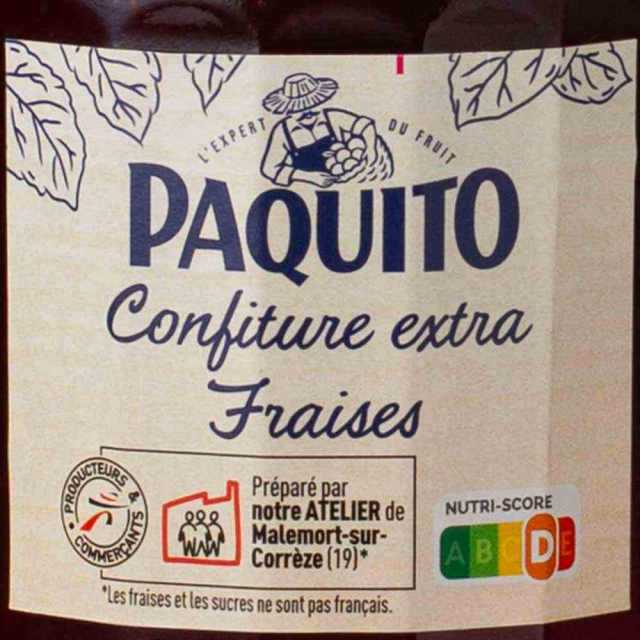 L'EXPERT DU FRUIT
PAQUITO
Confiture extra
Fraises
PRODUCTEURS & COMMERÇANTS
Préparé par
notre ATELIER de
Malemort-sur-
Corrèze (19)*
NUTRI-SCORE
A B C D E
*Les fraises et les sucres ne sont pas français.